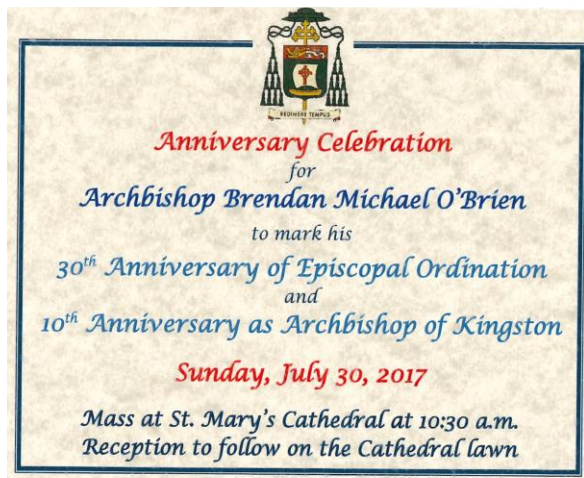 REDIMERE TEMPUS
Anniversary Celebration
for
Archbishop Brendan Michael O'Brien
to mark his
30th Anniversary of Episcopal Ordination
and
10th Anniversary as Archbishop of Kingston
Sunday, July 30, 2017
Mass at St. Mary's Cathedral at 10:30 a.m.
Reception to follow on the Cathedral lawn